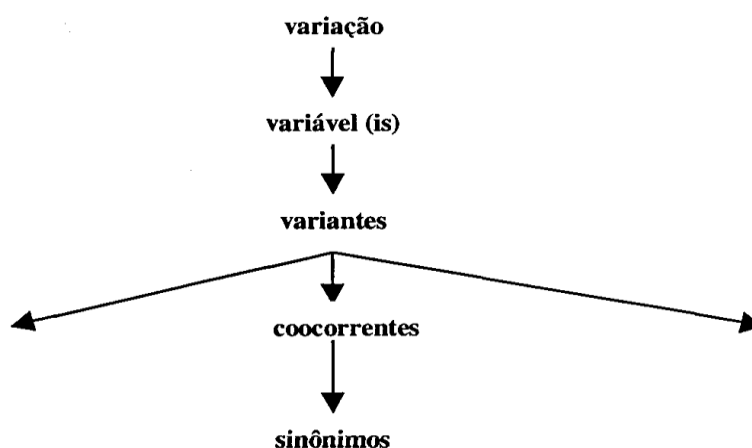 variação
variável (is)
variantes
coocorrentes
sinônimos